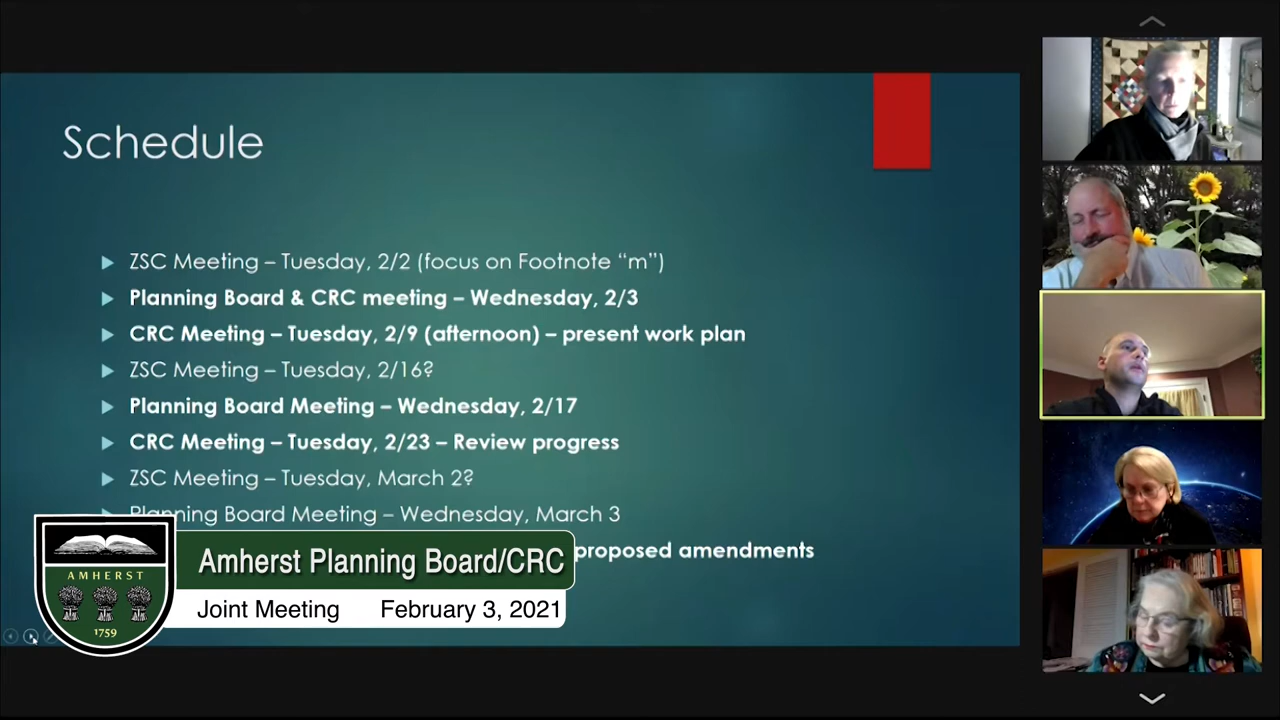 Schedule
ZSC Meeting – Tuesday, 2/2 (focus on Footnote “m”)
Planning Board & CRC meeting – Wednesday, 2/3
CRC Meeting – Tuesday, 2/9 (afternoon) – present work plan
ZSC Meeting – Tuesday, 2/16?
Planning Board Meeting – Wednesday, 2/17
CRC Meeting – Tuesday, 2/23 – Review progress
ZSC Meeting – Tuesday, March 2?
Planning Board Meeting – Wednesday, March 3
proposed amendments
AMHERST
1759
Amherst Planning Board/CRC
Joint Meeting February 3, 2021